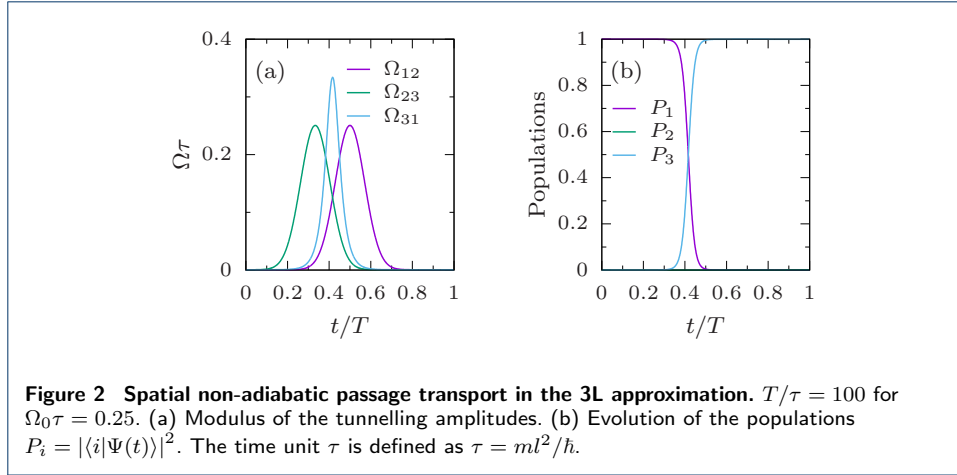 0.4
0.2
0
Ωτ
(a)
Ω₁₂
Ω₂₃
Ω₃₁
0 0.2 0.4 0.6 0.8 1
t/T
1
0.8
0.6
0.4
0.2
0
Populations
(b)
P₁
P₂
P₃
0 0.2 0.4 0.6 0.8 1
t/T
Figure 2 Spatial non-adiabatic passage transport in the 3L approximation. T/τ = 100 for
Ω₀τ = 0.25. (a) Modulus of the tunnelling amplitudes. (b) Evolution of the populations
Pᵢ = |⟨i|Ψ(t)⟩|². The time unit τ is defined as τ = ml²/ℏ.